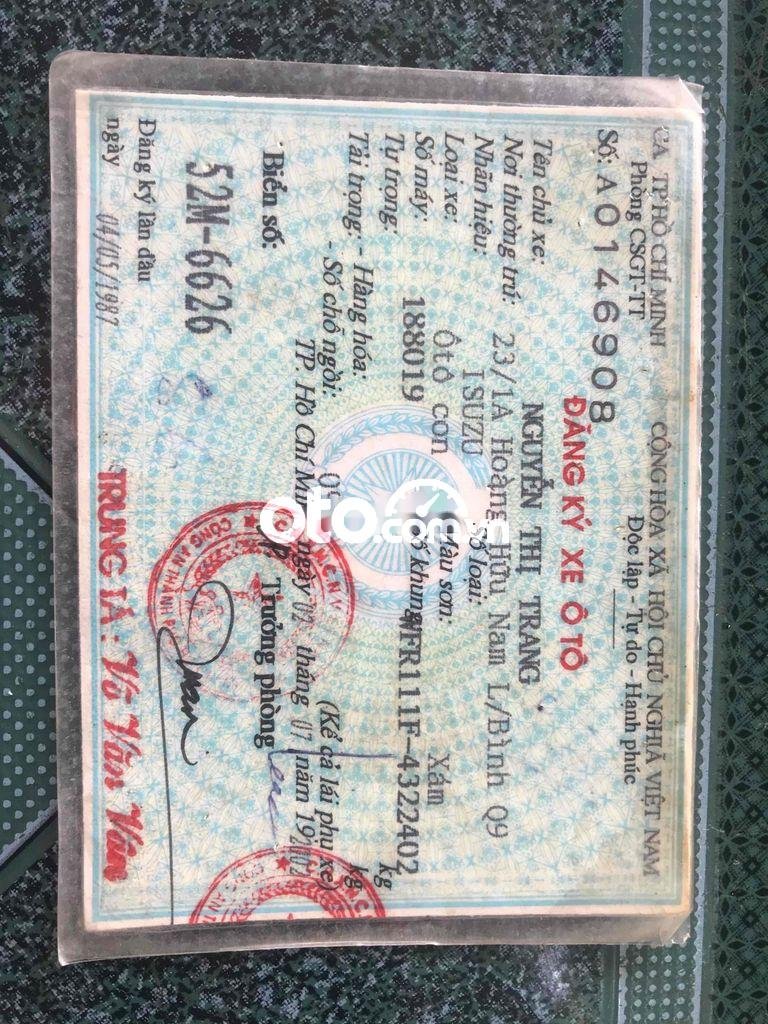 CA TP HỒ CHÍ MINH
Phòng CSGT-TT
Số: A0146908
CỘNG HÒA XÃ HỘI CHỦ NGHĨA VIỆT NAM
Độc lập - Tự do - Hạnh phúc
ĐĂNG KÝ XE Ô TÔ
Tên chủ xe: NGUYỄN THỊ TRANG
Nơi thường trú: 23/1A Hoàng Hữu Nam L/Bình Q9
Nhãn hiệu: ISUZU Số loại:
Loại xe: Ôtô con Màu sơn: Xám
Số máy: 188019 Số khung: 4322402
Tự trọng: kg
Tải trọng: - Hàng hóa: kg
- Số chỗ ngồi: (Kể cả lái phụ xe)
TP. Hồ Chí Minh ngày 02 tháng 07 năm
Trưởng phòng
Biển số:
52M-6626
Đăng ký lần đầu
ngày 04/05/1987
TRUNG TÁ: Võ Văn Vân
oto.com.vn